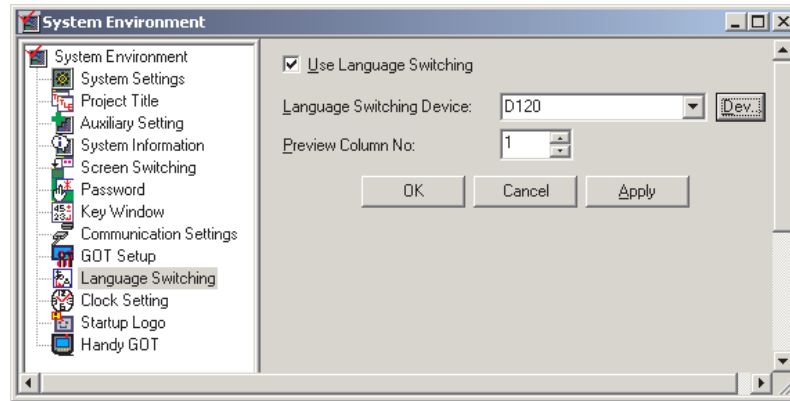 System Environment
System Environment
System Settings
Project Title
Auxiliary Setting
System Information
Screen Switching
Password
Key Window
Communication Settings
GOT Setup
Language Switching
Clock Setting
Startup Logo
Handy GOT
Use Language Switching
Language Switching Device: D120 Dev...
Preview Column No: 1
OK Cancel Apply